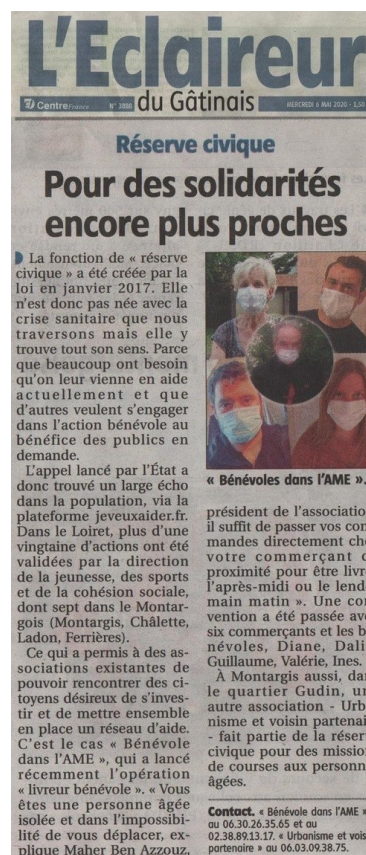 L'Eclaireur
Centre France N° 3898 du Gâtinais MERCREDI 6 MAI 2020 - 1,50
Réserve civique
Pour des solidarités
encore plus proches
La fonction de « réserve
civique » a été créée par la
loi en janvier 2017. Elle
n'est donc pas née avec la
crise sanitaire que nous
traversons mais elle y
trouve tout son sens. Parce
que beaucoup ont besoin
qu'on leur vienne en aide
actuellement et que
d'autres veulent s'engager
dans l'action bénévole au
bénéfice des publics en
demande.
L'appel lancé par l'État a
donc trouvé un large écho
dans la population, via la
plateforme jeveuxaider.fr.
Dans le Loiret, plus d'une
vingtaine d'actions ont été
validées par la direction
de la jeunesse, des sports
et de la cohésion sociale,
dont sept dans le Montar-
gois (Montargis, Châlette,
Ladon, Ferrières).
Ce qui a permis à des as-
sociations existantes de
pouvoir rencontrer des ci-
toyens désireux de s'inves-
tir et de mettre ensemble
en place un réseau d'aide.
C'est le cas « Bénévole
dans l'AME », qui a lancé
récemment l'opération
« livreur bénévole ». « Vous
êtes une personne âgée
isolée et dans l'impossibi-
lité de vous déplacer, ex-
plique Maher Ben Azzouz,
« Bénévoles dans l'AME ».
président de l'associatio
il suffit de passer vos com
mandes directement che
votre commerçant d
proximité pour être livr
l'après-midi ou le lend
main matin ». Une con
vention a été passée ave
six commerçants et les b
névoles, Diane, Dali
Guillaume, Valérie, Ines.
À Montargis aussi, dan
le quartier Gudin, un
autre association - Urb
nisme et voisin partenai
- fait partie de la réser
civique pour des mission
de courses aux personn
âgées.
Contact. « Bénévole dans l'AME »
au 06.30.26.35.65 et au
02.38.89.13.17. « Urbanisme et vois
partenaire » au 06.03.09.38.75.